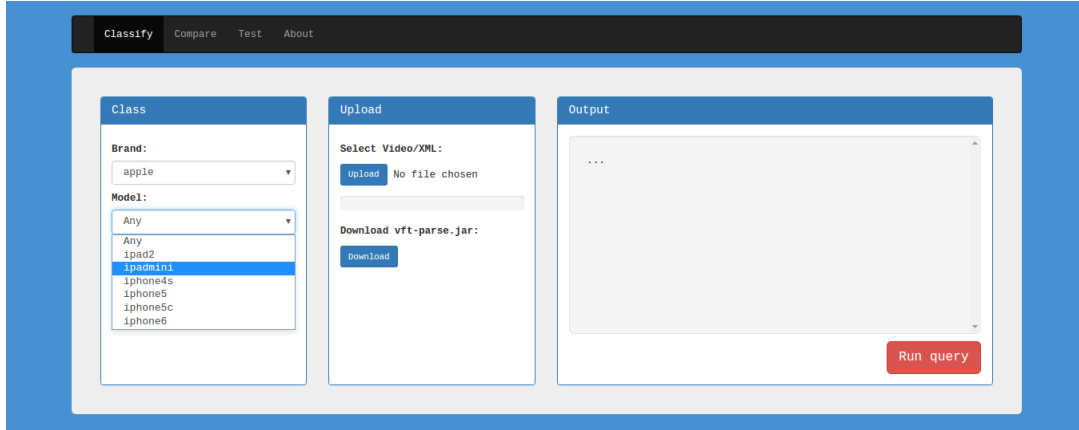 Classify Compare Test About
Class
Brand:
apple
Model:
Any
Any
ipad2
ipadmini
iphone4s
iphone5
iphone5c
iphone6
Upload
Select Video/XML:
Upload No file chosen
Download vft-parse.jar:
Download
Output
...
Run query